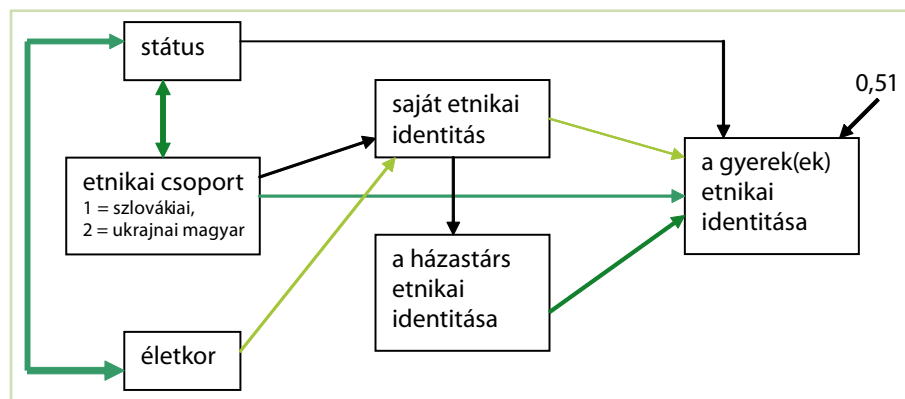 státus
saját etnikai
identitás
0,51
etnikai csoport
1 = szlovákiai,
2 = ukrajnai magyar
a gyerek(ek)
etnikai
identitása
a házastárs
etnikai
identitása
életkor